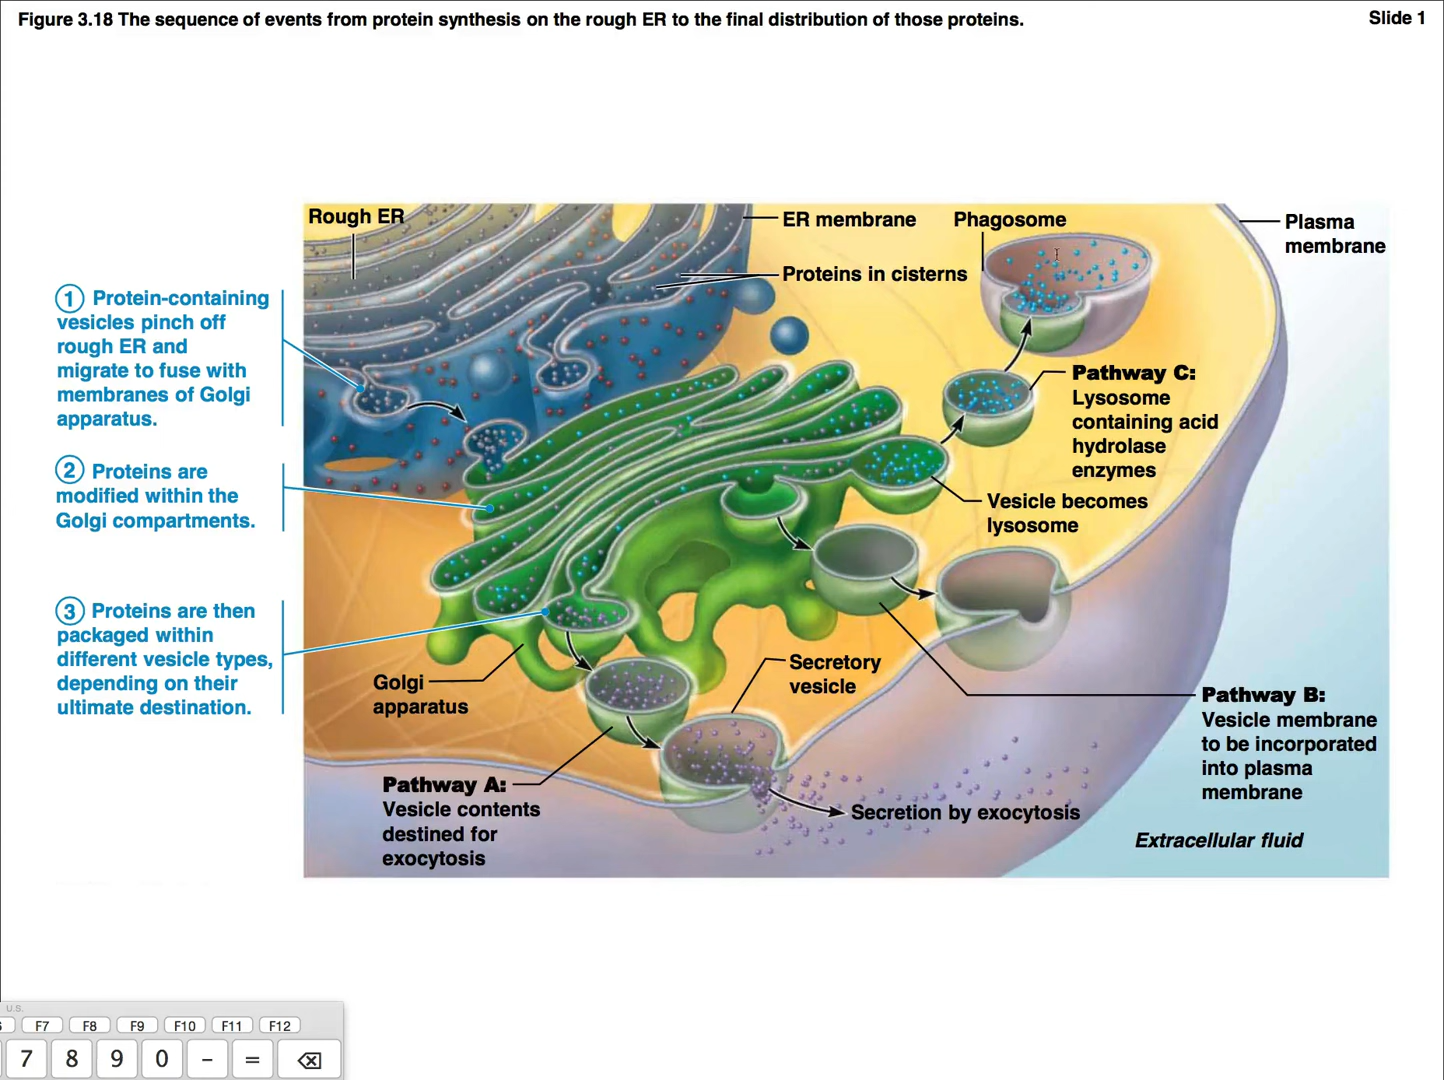 Figure 3.18 The sequence of events from protein synthesis on the rough ER to the final distribution of those proteins.
Slide 1
Rough ER
ER membrane
Phagosome
Plasma
membrane
Proteins in cisterns
1 Protein-containing
vesicles pinch off
rough ER and
migrate to fuse with
membranes of Golgi
apparatus.
Pathway C:
Lysosome
containing acid
hydrolase
enzymes
2 Proteins are
modified within the
Golgi compartments.
Vesicle becomes
lysosome
3 Proteins are then
packaged within
different vesicle types,
depending on their
ultimate destination.
Golgi
apparatus
Secretory
vesicle
Pathway B:
Vesicle membrane
to be incorporated
into plasma
membrane
Pathway A:
Vesicle contents
destined for
exocytosis
Secretion by exocytosis
Extracellular fluid
U.S.
F7 F8 F9 F10 F11 F12
7 8 9 0 - =